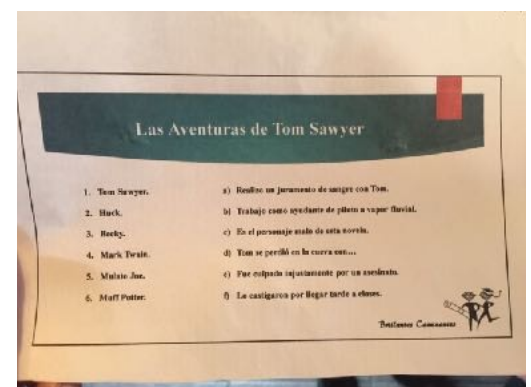 Las Aventuras de Tom Sawyer
1. Tom Sawyer. a) Realizo un juramento de sangre con Tom.
2. Huck. b) Trabajo como ayudante de piloto a vapor fluvial.
3. Becky. c) Es el personaje malo de esta novela.
4. Mark Twain. d) Tom se perdió en la cueva con...
5. Mulato Joe. e) Fue culpado injustamente por un asesinato.
6. Muff Potter. f) Lo castigaron por llegar tarde a clases.
Brillantes